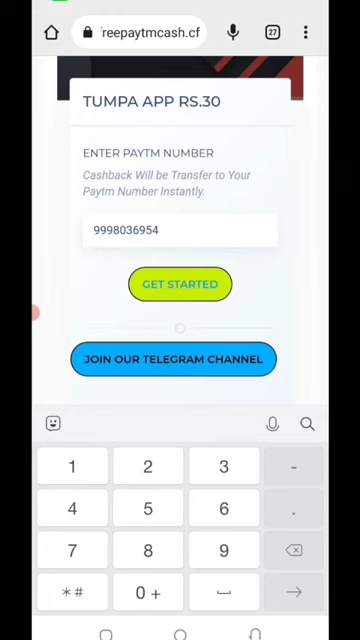 reepaytmcash.cf
27
TUMPA APP RS.30
ENTER PAYTM NUMBER
Cashback Will be Transfer to Your
Paytm Number Instantly.
9998036954
GET STARTED
JOIN OUR TELEGRAM CHANNEL
1 2 3 -
4 5 6 .
7 8 9
*# 0 +